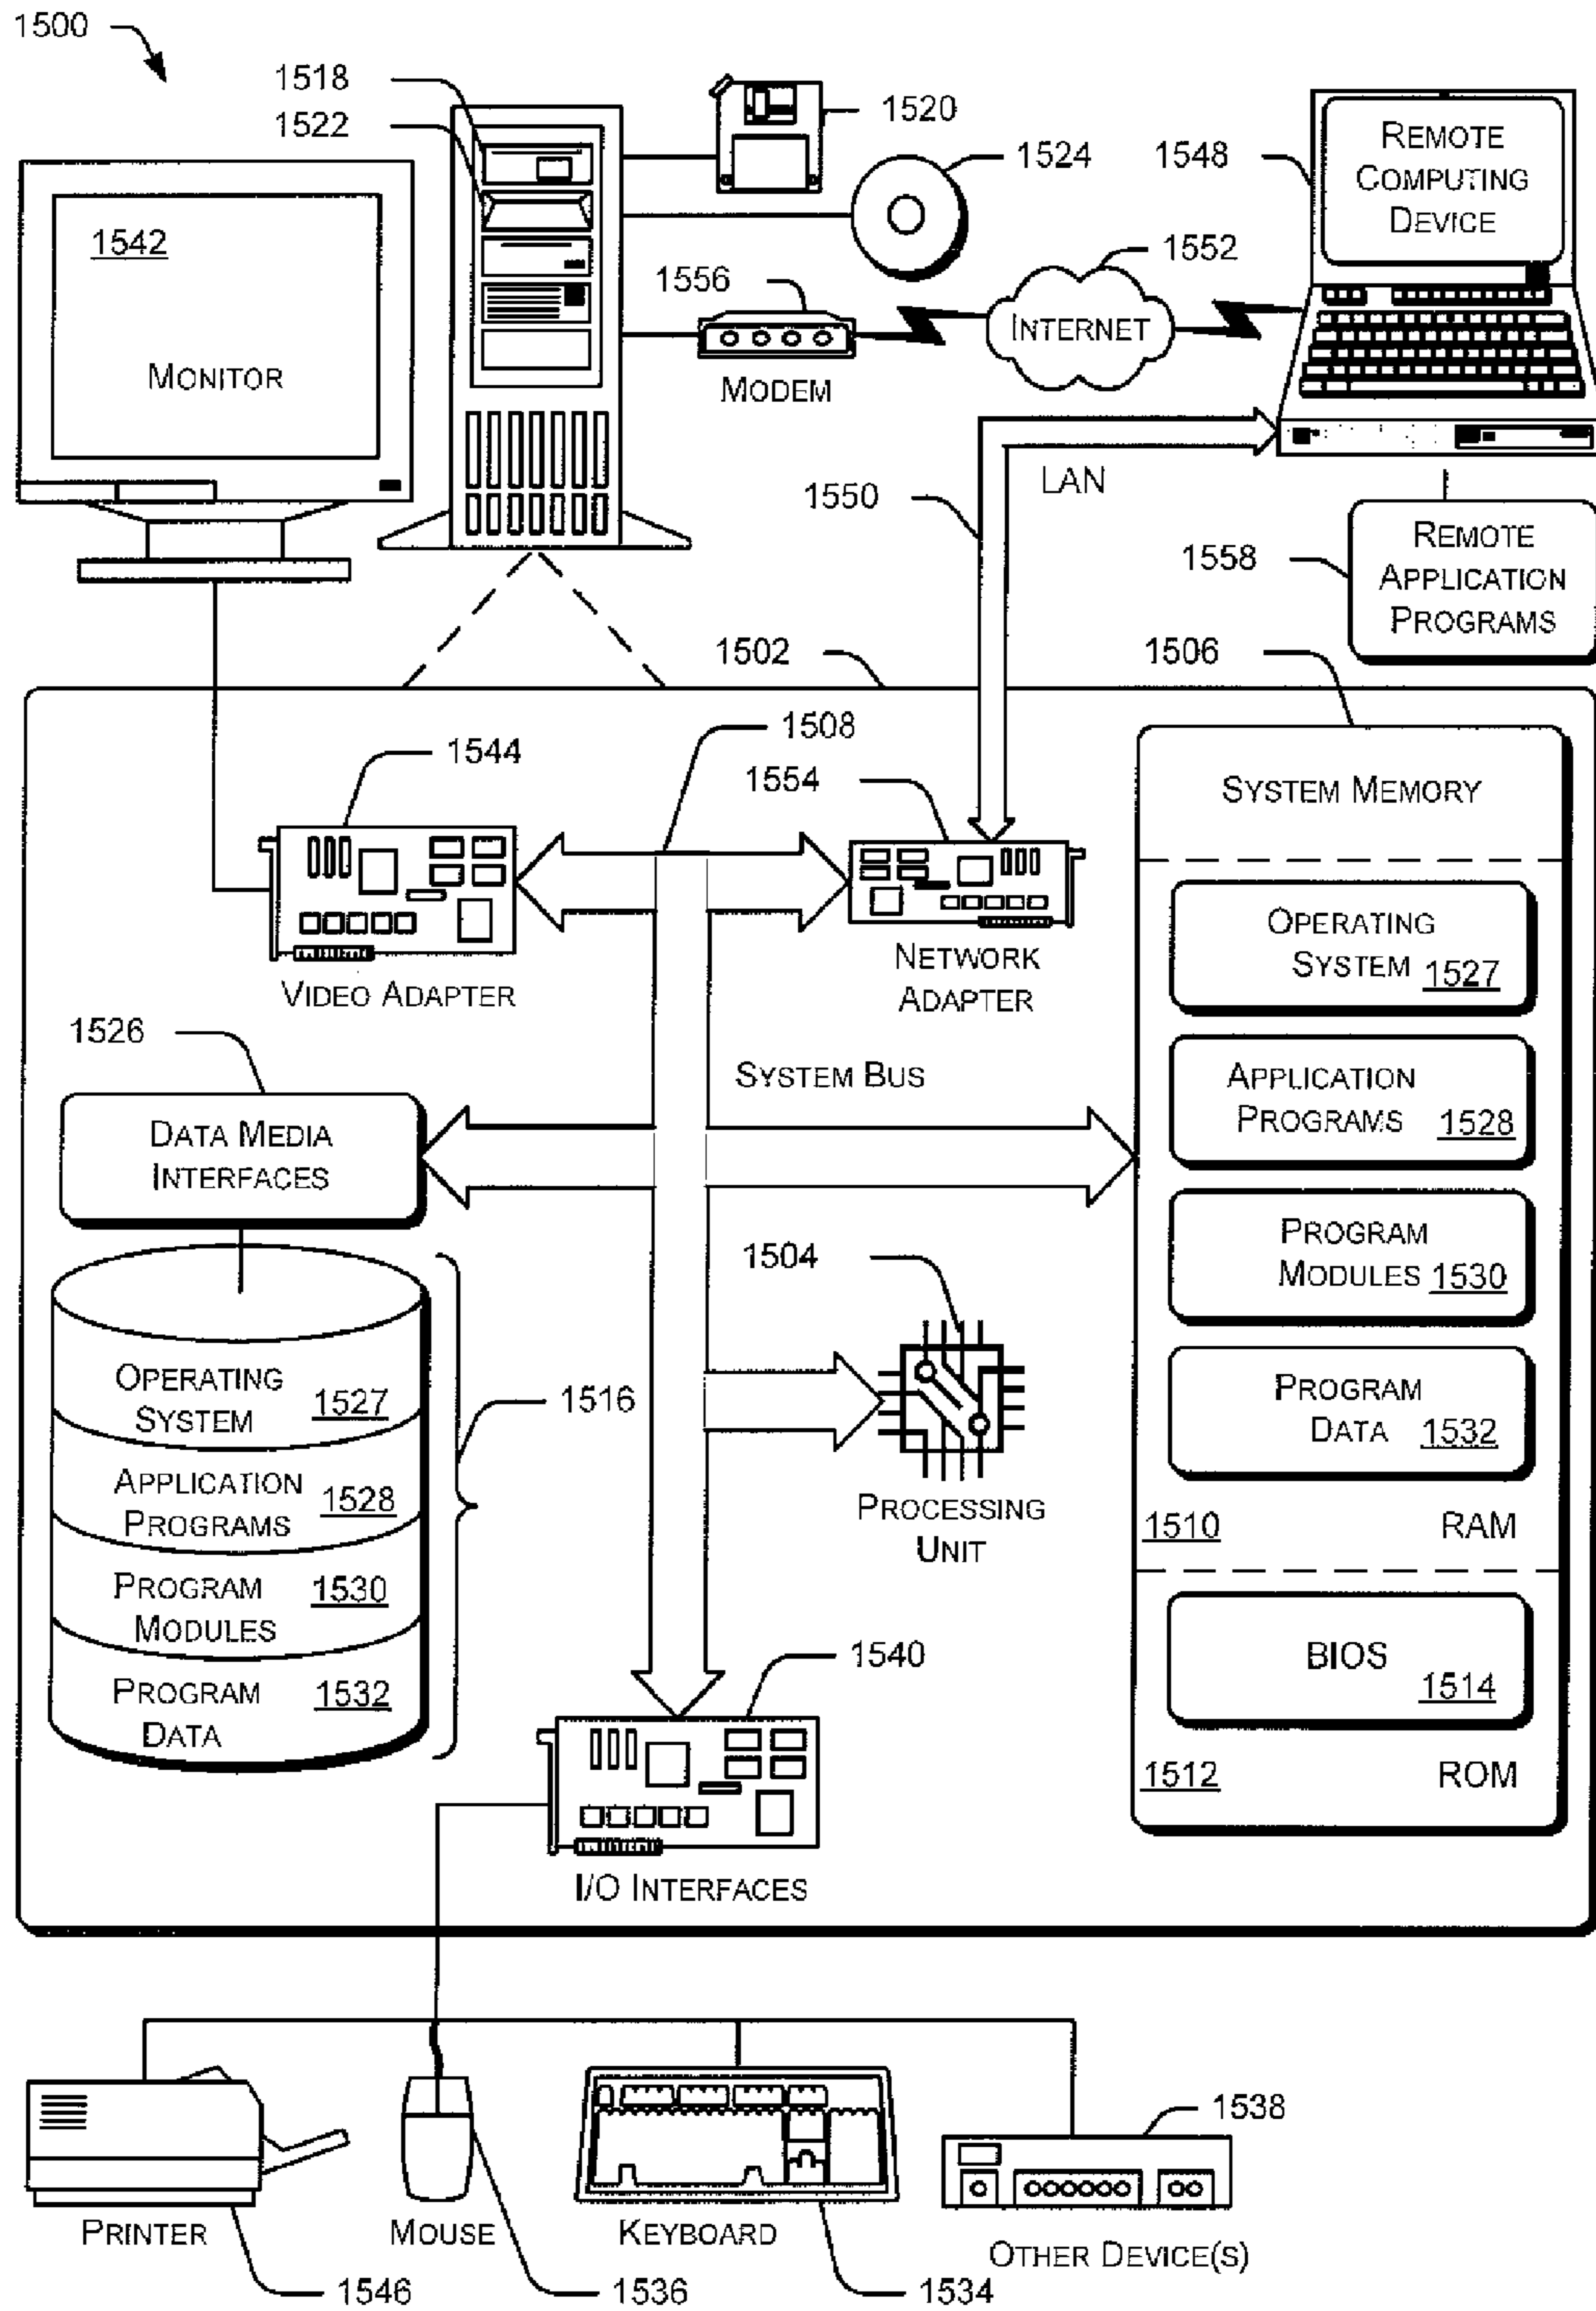 1500
1518
1522
1520
1524
1548
REMOTE
COMPUTING
DEVICE
1542
MONITOR
1556
MODEM
1552
INTERNET
LAN
1550
REMOTE
APPLICATION
PROGRAMS
1558
1502
1506
1508
1544
1554
VIDEO ADAPTER
NETWORK
ADAPTER
SYSTEM MEMORY
OPERATING
SYSTEM 1527
APPLICATION
PROGRAMS 1528
PROGRAM
MODULES 1530
PROGRAM
DATA 1532
1510 RAM
BIOS
1514
1512 ROM
1526
DATA MEDIA
INTERFACES
SYSTEM BUS
1504
PROCESSING
UNIT
OPERATING
SYSTEM 1527
APPLICATION
PROGRAMS 1528
PROGRAM
MODULES 1530
PROGRAM
DATA 1532
1516
1540
I/O INTERFACES
PRINTER
1546
MOUSE
1536
KEYBOARD
1534
1538
OTHER DEVICE(S)